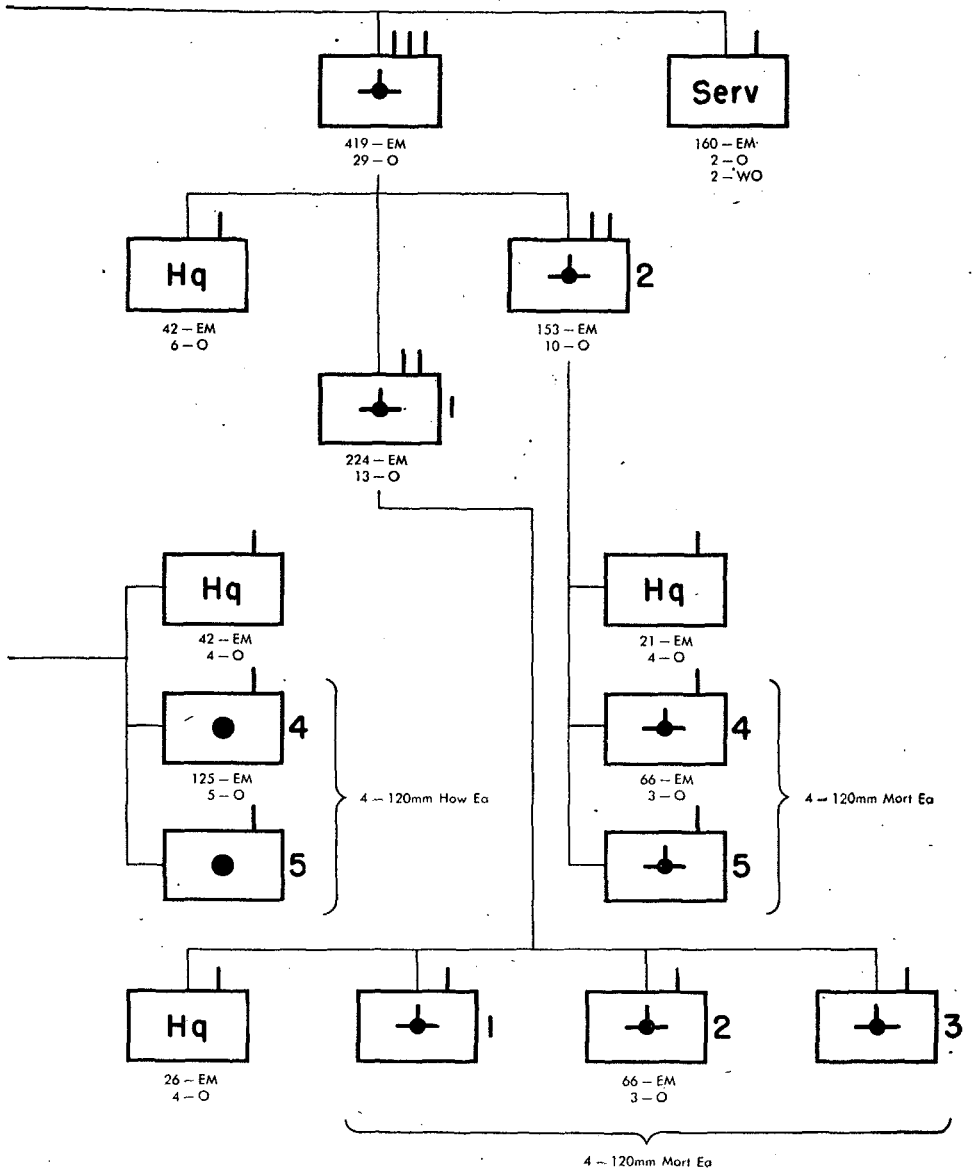 Serv
419 – EM
29 – O
160 – EM
2 – O
2 – WO
Hq
2
42 – EM
6 – O
153 – EM
10 – O
1
224 – EM
13 – O
Hq
42 – EM
4 – O
4
125 – EM
5 – O
5
4 – 120mm How Ea
Hq
21 – EM
4 – O
4
66 – EM
3 – O
5
4 – 120mm Mort Ea
Hq
1
2
3
26 – EM
4 – O
66 – EM
3 – O
4 – 120mm Mort Ea